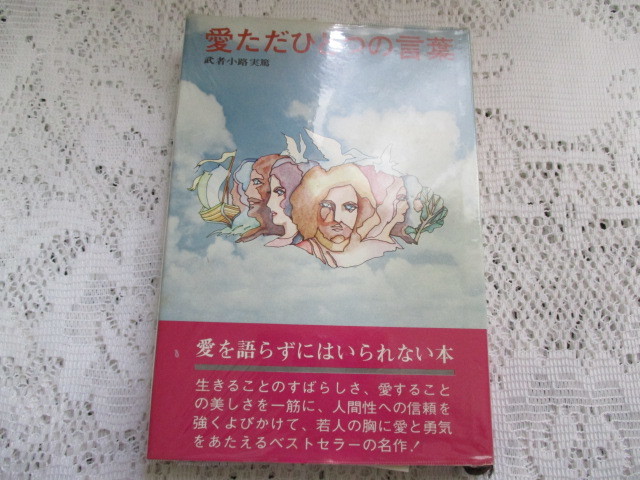 愛ただひとつの言葉
武者小路実篤
愛を語らずにはいられない本
生きることのすばらしさ、愛すること
の美しさを一筋に、人間性への信頼を
強くよびかけて、若人の胸に愛と勇気
をあたえるベストセラーの名作!